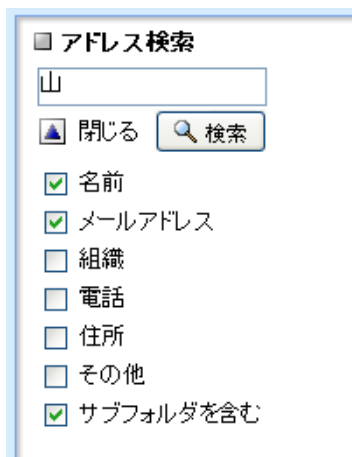 アドレス検索
山
閉じる 検索
名前
メールアドレス
組織
電話
住所
その他
サブフォルダを含む